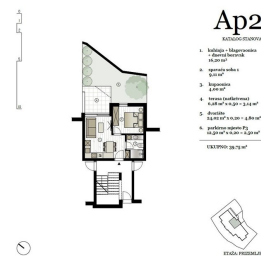 Ap2
KATALOG STANOVA
1. kuhinja + blagovaonica
+ dnevni boravak
16,20 m²
2. spavaća soba 1
9,11 m²
3. kupaonica
4,00 m²
4. terasa (natkrivena)
6,28 m² x 0,50 = 3,14 m²
5. dvorište
24,02 m² x 0,20 = 4,80 m²
6. parkirno mjesto P3
12,50 m² x 0,20 = 2,50 m²
UKUPNO: 39,75 m²
ETAŽA: PRIZEMLJE